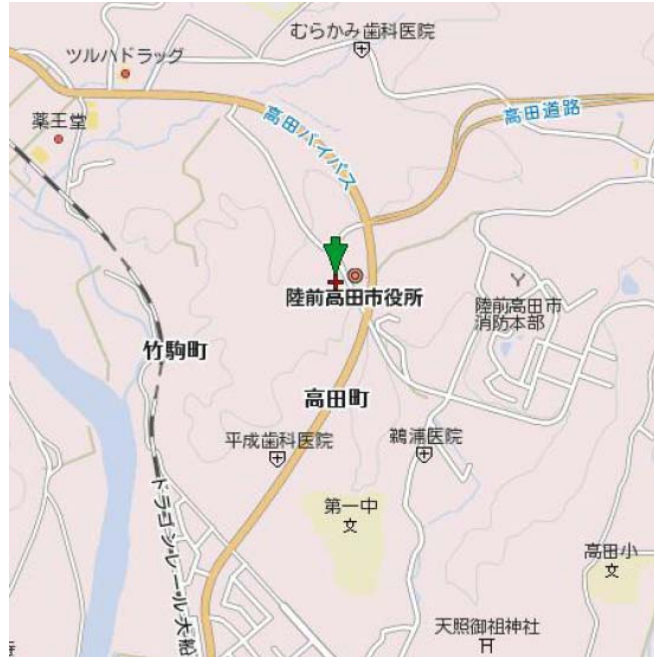 むらかみ歯科医院
ツルハドラッグ
薬王堂
高田バイパス
高田道路
陸前高田市役所
陸前高田市
消防本部
竹駒町
高田町
平成歯科医院
鵜浦医院
第一中
文
ドラゴンレール大船
高田小
文
天照御祖神社